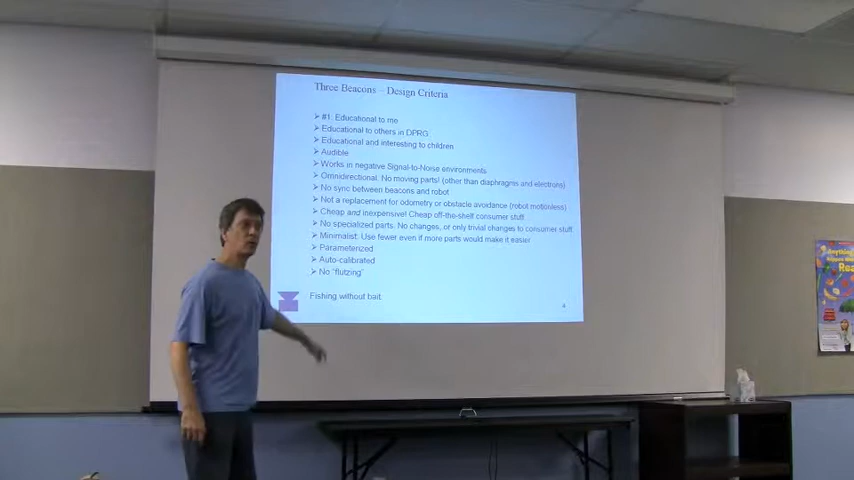 Three Beacons – Design Criteria
➢ #1: Educational to me
➢ Educational to others in DPRG
➢ Educational and interesting to children
➢ Audible
➢ Works in negative Signal-to-Noise environments
➢ Omnidirectional. No moving parts! (other than diaphragms and electrons)
➢ No sync between beacons and robot
➢ Not a replacement for odometry or obstacle avoidance (robot motionless)
➢ Cheap and inexpensive! Cheap off-the-shelf consumer stuff
➢ No specialized parts. No changes, or only trivial changes to consumer stuff
➢ Minimalist: Use fewer even if more parts would make it easier
➢ Parameterized
➢ Auto-calibrated
➢ No "flutzing"
Fishing without bait.
4
Anything